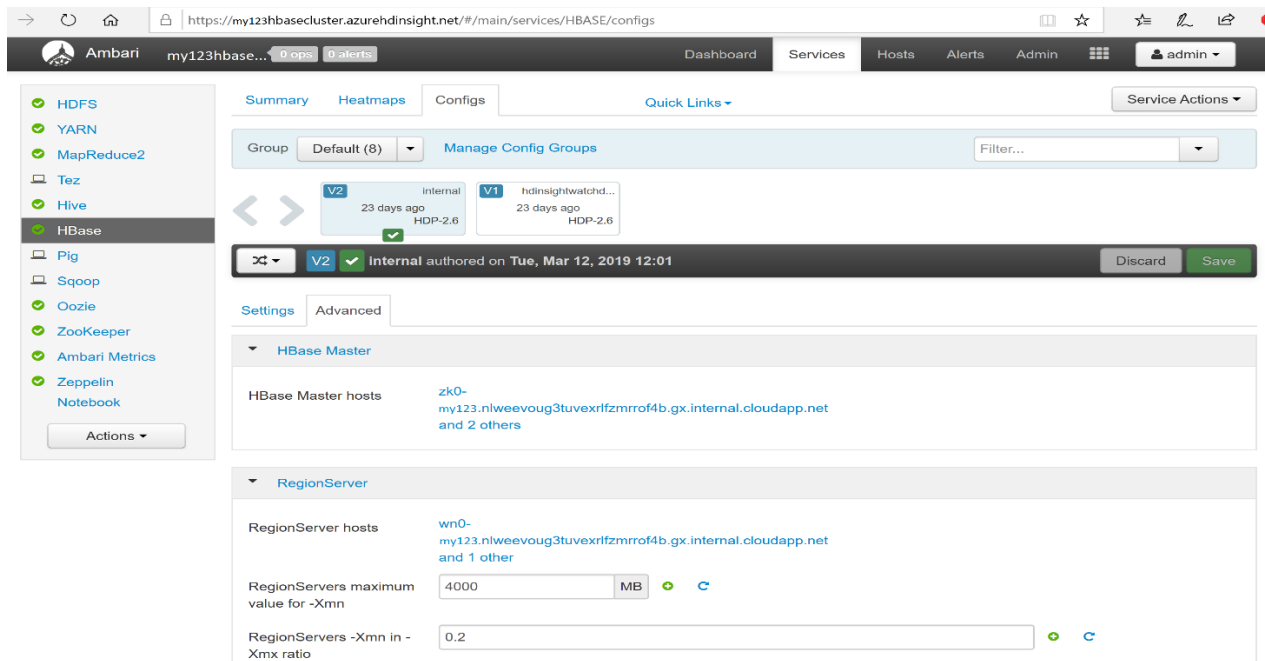 https://my123hbasecluster.azurehdinsight.net/#/main/services/HBASE/configs
Ambari my123hbase... 0 ops 0 alerts Dashboard Services Hosts Alerts Admin admin
HDFS
YARN
MapReduce2
Tez
Hive
HBase
Pig
Sqoop
Oozie
ZooKeeper
Ambari Metrics
Zeppelin
Notebook
Actions
Summary Heatmaps Configs Quick Links Service Actions
Group Default (8) Manage Config Groups Filter...
V2 internal V1 hdinsightwatchd...
23 days ago 23 days ago
HDP-2.6 HDP-2.6
V2 Internal authored on Tue, Mar 12, 2019 12:01 Discard Save
Settings Advanced
HBase Master
HBase Master hosts zk0-
my123.nlweevoug3tuvexrlfzmrrof4b.gx.internal.cloudapp.net
and 2 others
RegionServer
RegionServer hosts wn0-
my123.nlweevoug3tuvexrlfzmrrof4b.gx.internal.cloudapp.net
and 1 other
RegionServers maximum 4000 MB
value for -Xmn
RegionServers -Xmn in - 0.2
Xmx ratio